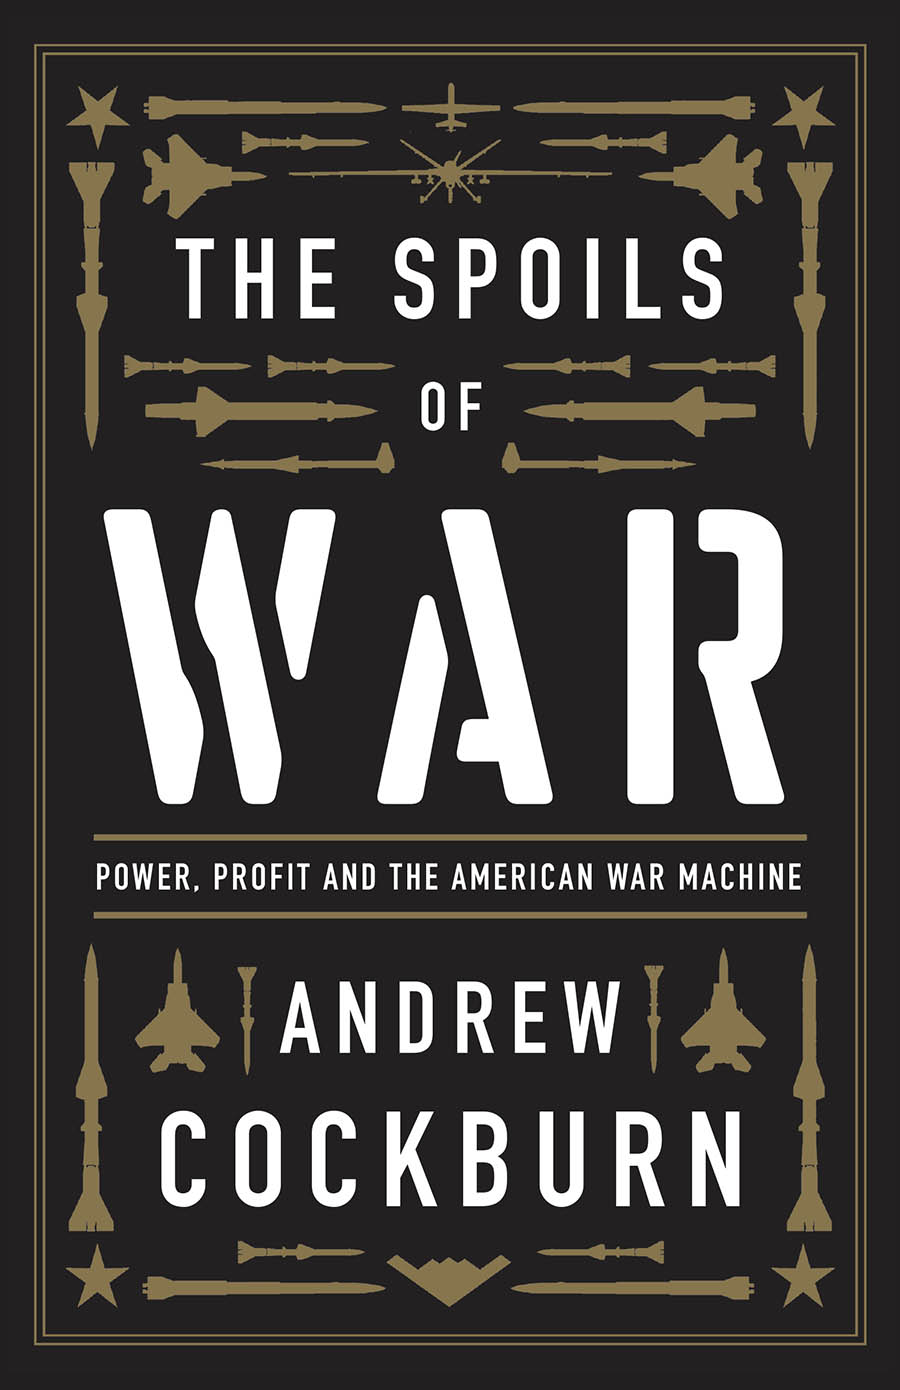 THE SPOILS
OF
WAR
POWER, PROFIT AND THE AMERICAN WAR MACHINE
ANDREW
COCKBURN